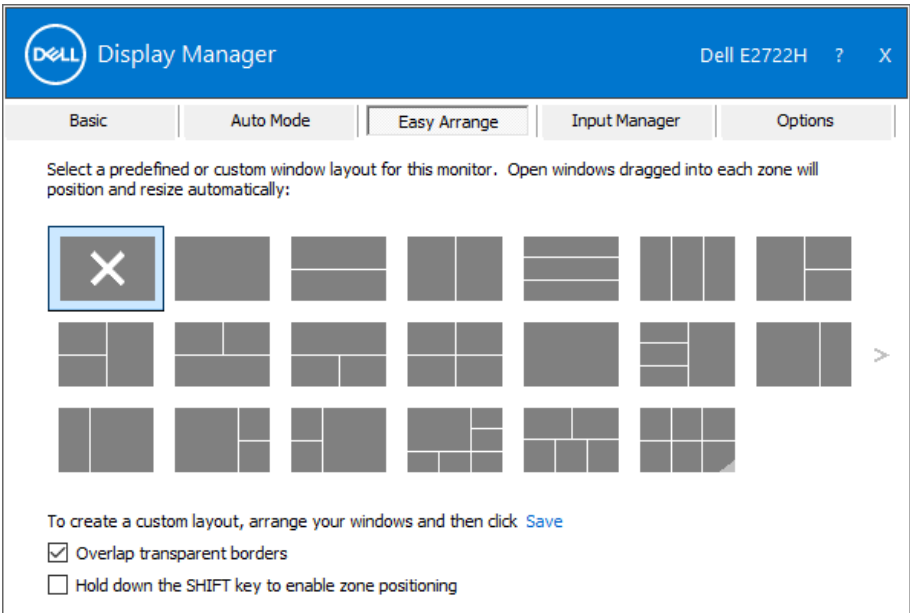 DELL Display Manager Dell E2722H ? X
Basic Auto Mode Easy Arrange Input Manager Options
Select a predefined or custom window layout for this monitor. Open windows dragged into each zone will
position and resize automatically:
>
To create a custom layout, arrange your windows and then click Save
Overlap transparent borders
Hold down the SHIFT key to enable zone positioning